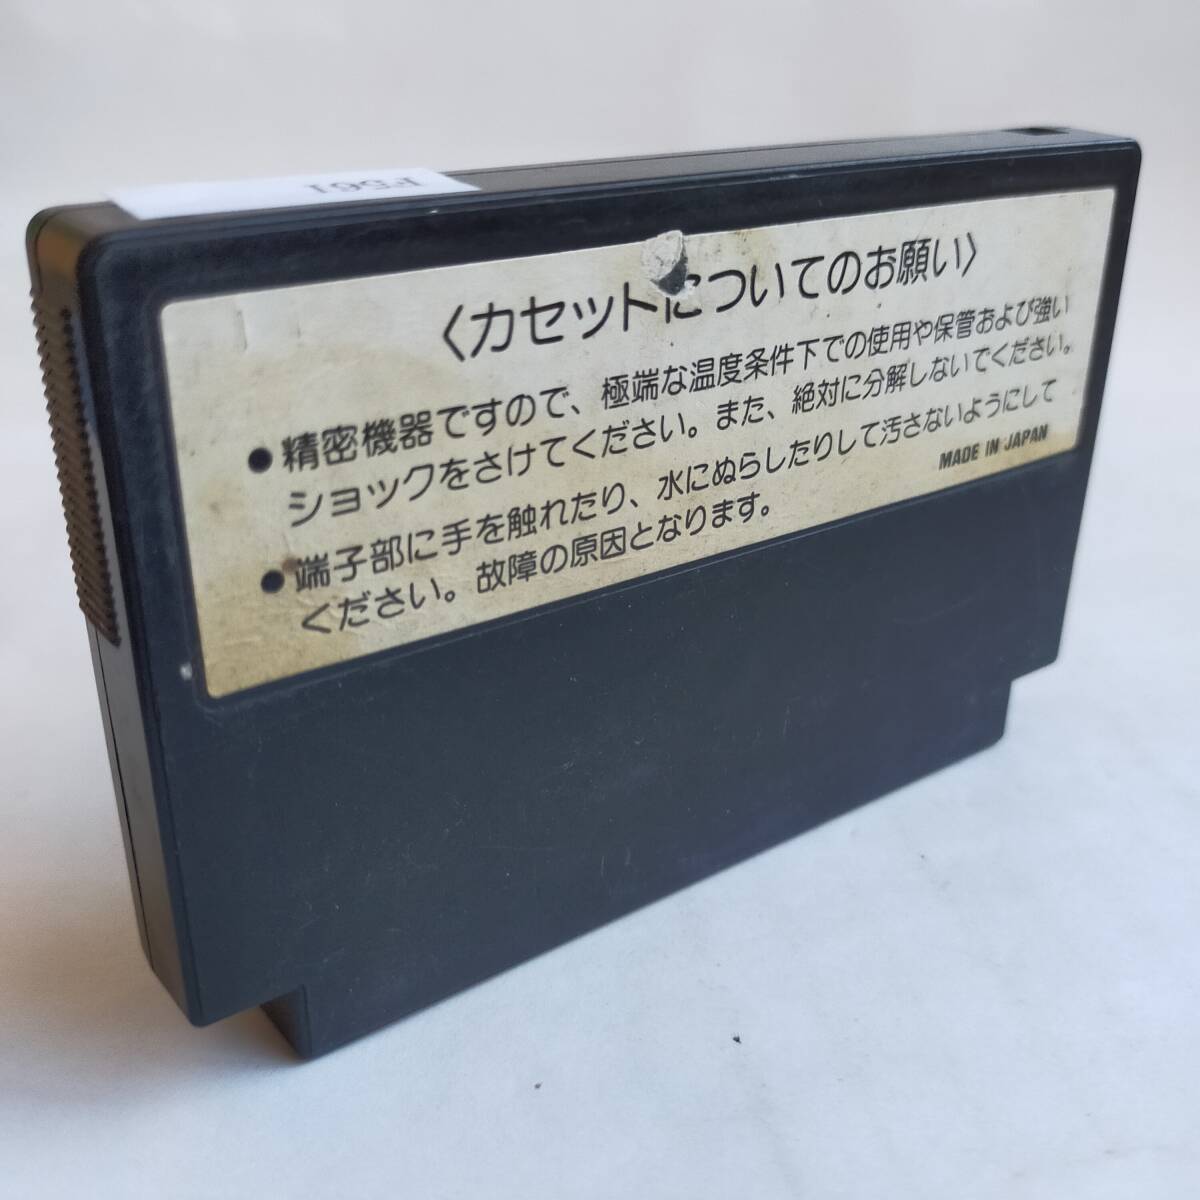 F561
〈カセットについてのお願い〉
●精密機器ですので、極端な温度条件下での使用や保管および強い
ショックをさけてください。また、絶対に分解しないでください。
●端子部に手を触れたり、水にぬらしたりして汚さないようにして
ください。故障の原因となります。
MADE IN JAPAN